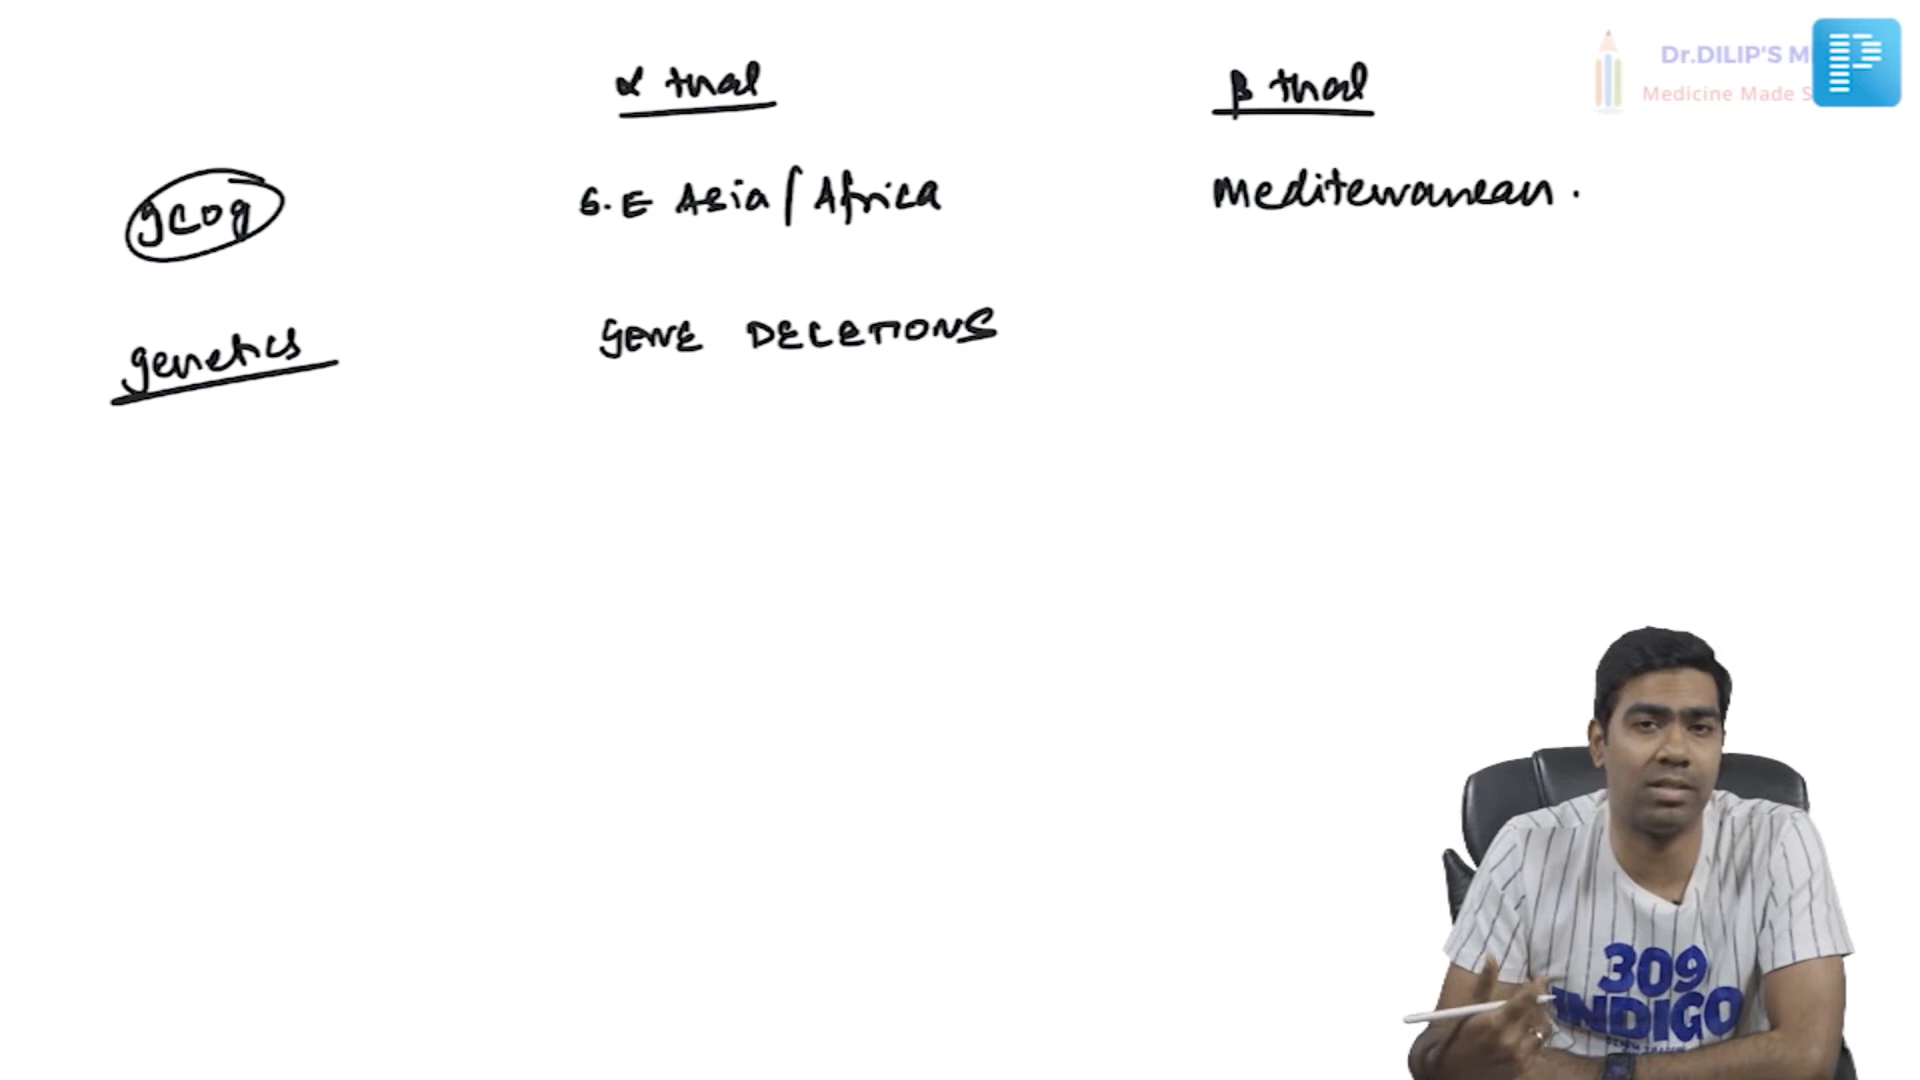 α thal
β thal
Dr.DILIP'S M
Medicine Made S
geog
S.E Asia / Africa
Mediterranean.
genetics
GENE DELETIONS
309
INDIGO